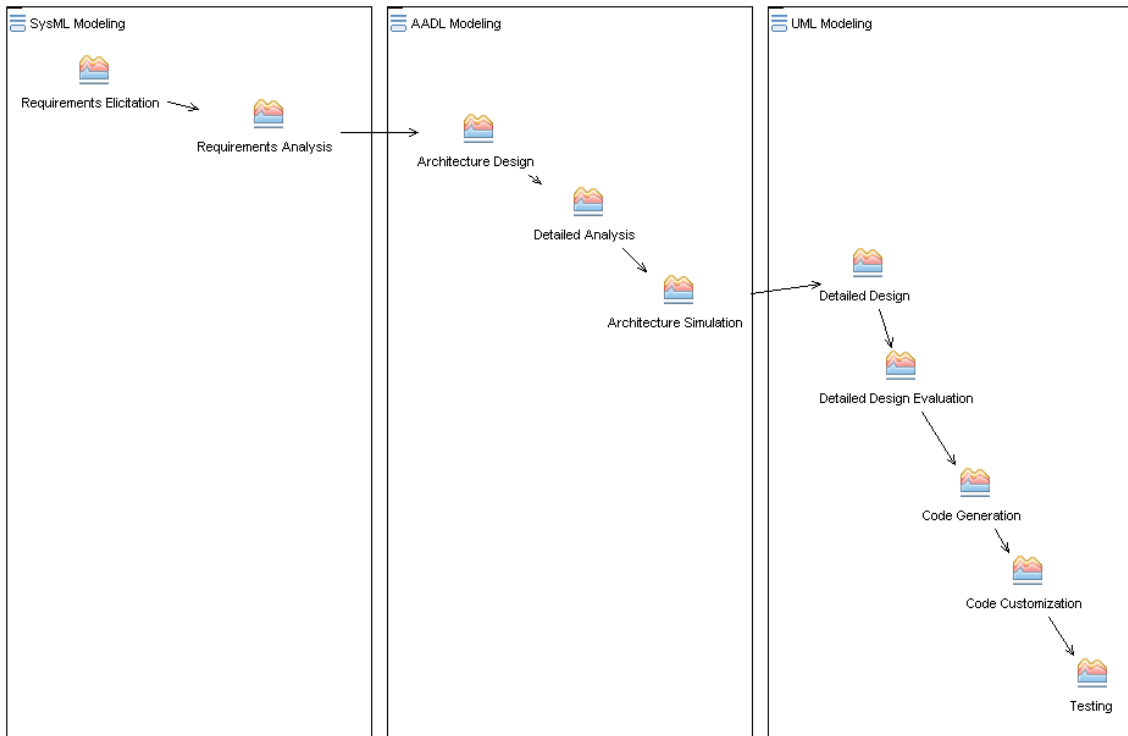 SysML Modeling
Requirements Elicitation
Requirements Analysis
AADL Modeling
Architecture Design
Detailed Analysis
Architecture Simulation
UML Modeling
Detailed Design
Detailed Design Evaluation
Code Generation
Code Customization
Testing